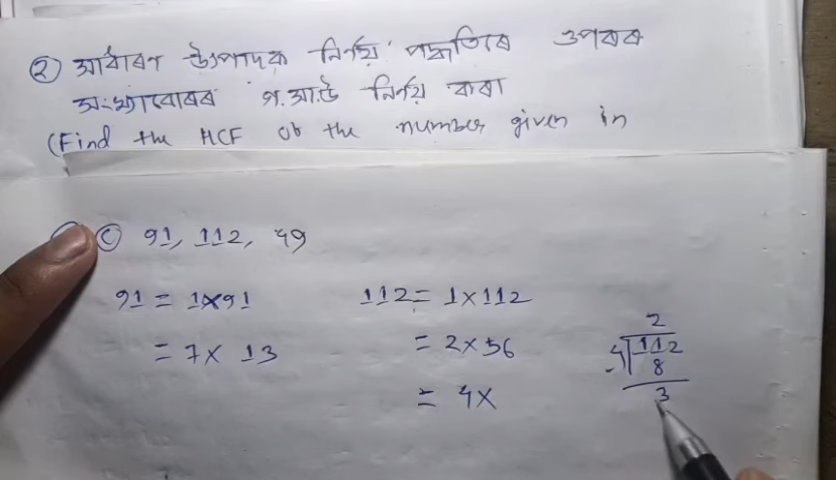 ② সাধাৰণ উৎপাদক নিৰ্ণয় পদ্ধতিৰে ওপৰৰ
সংখ্যাবোৰৰ গ.সা.উ নিৰ্ণয় কৰা
(Find the HCF of the number given in
ⓒ 91, 112, 49
91 = 1×91
= 7× 13
112 = 1×112
= 2×56
= 4×
2
4 112
8
3